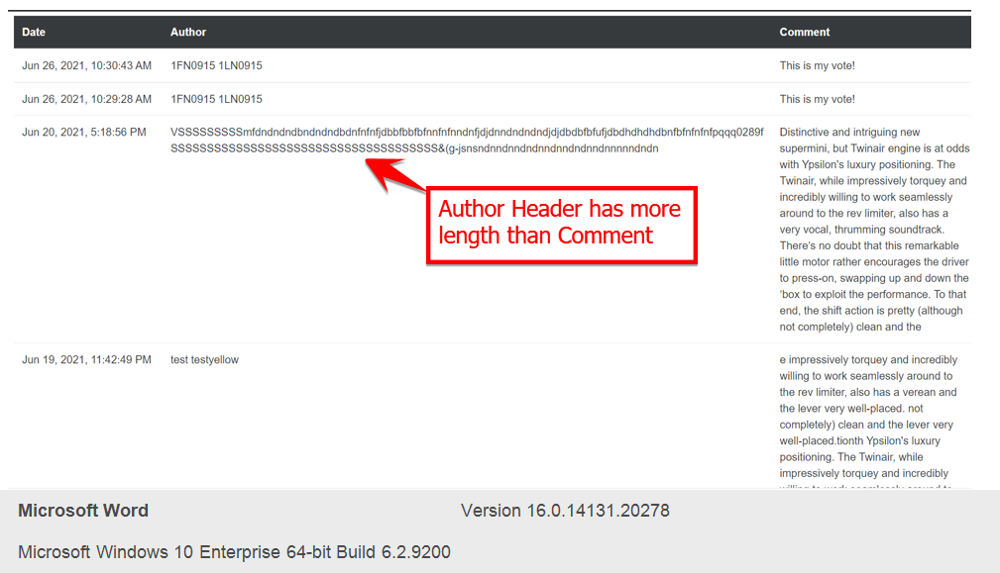 Date Author Comment
Jun 26, 2021, 10:30:43 AM 1FN0915 1LN0915 This is my vote!
Jun 26, 2021, 10:29:28 AM 1FN0915 1LN0915 This is my vote!
Jun 20, 2021, 5:18:56 PM VSSSSSSSSSmfdndndndbndndndbdnfnfnfjdbbfbbfbfnnfnfnndnfjdjdnndndndndjdjdbdbfbfufjdbdhdhdhdbnfbfnfnfnfpqqq0289f Distinctive and intriguing new
SSSSSSSSSSSSSSSSSSSSSSSSSSSSSSSSSSSSS&(g-jsnsndnndnndndnndnndndnndnnnnndndn supermini, but Twinair engine is at odds
with Ypsilon's luxury positioning. The
Twinair, while impressively torquey and
incredibly willing to work seamlessly
around to the rev limiter, also has a
very vocal, thrumming soundtrack.
There's no doubt that this remarkable
little motor rather encourages the driver
to press-on, swapping up and down the
'box to exploit the performance. To that
end, the shift action is pretty (although
not completely) clean and the
Author Header has more
length than Comment
Jun 19, 2021, 11:42:49 PM test testyellow e impressively torquey and incredibly
willing to work seamlessly around to
the rev limiter, also has a verean and
the lever very well-placed. not
completely) clean and the lever very
well-placed.tionth Ypsilon's luxury
positioning. The Twinair, while
impressively torquey and incredibly
Microsoft Word Version 16.0.14131.20278
Microsoft Windows 10 Enterprise 64-bit Build 6.2.9200